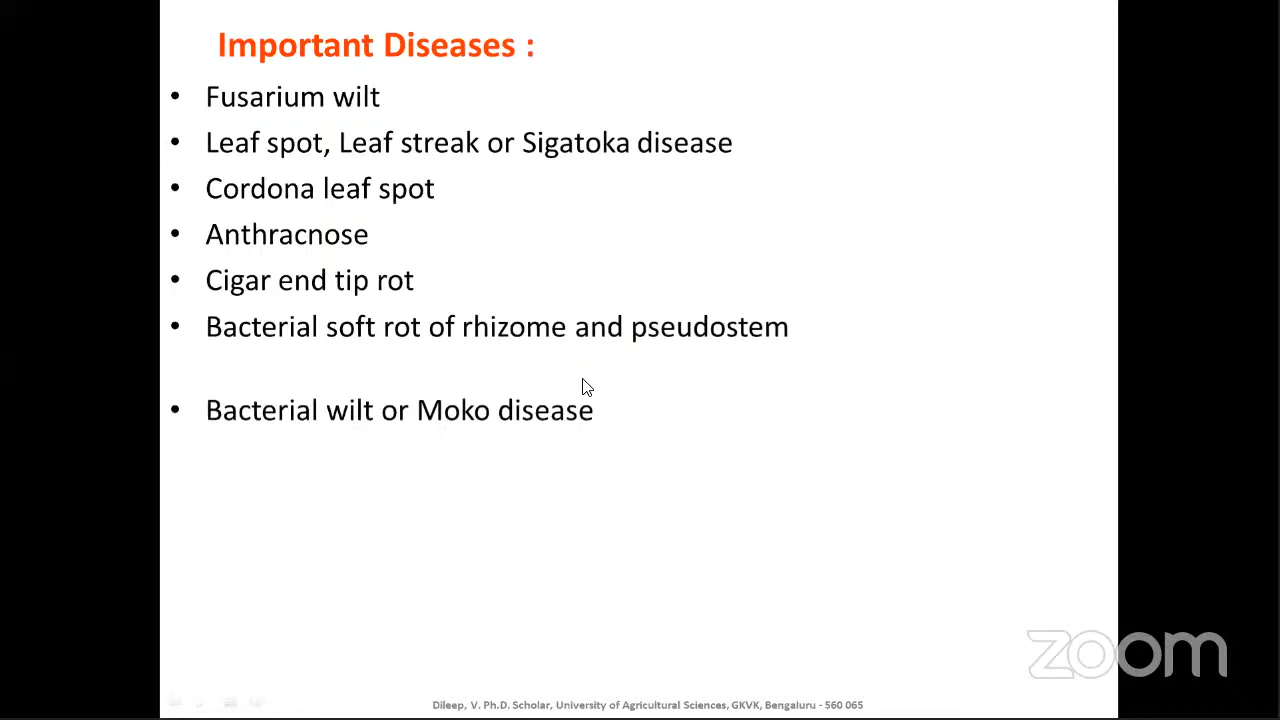 Important Diseases :
• Fusarium wilt
• Leaf spot, Leaf streak or Sigatoka disease
• Cordona leaf spot
• Anthracnose
• Cigar end tip rot
• Bacterial soft rot of rhizome and pseudostem
• Bacterial wilt or Moko disease
zoom
Dileep, V. Ph.D. Scholar, University of Agricultural Sciences, GKVK, Bengaluru - 560 065